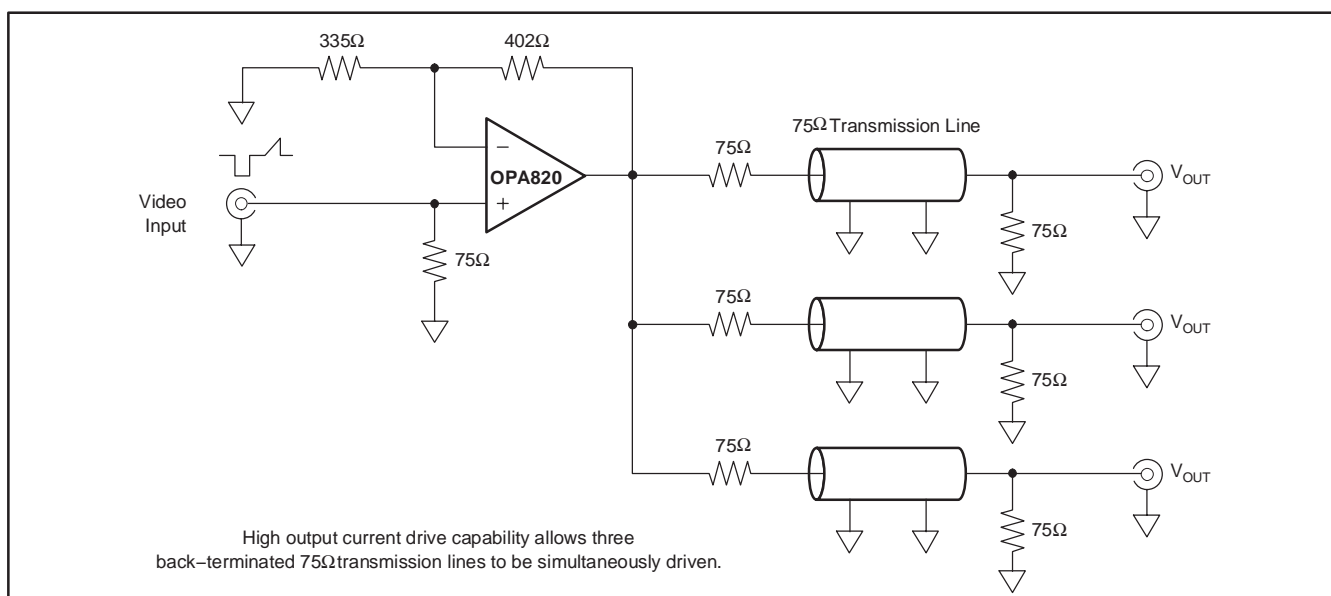 335Ω
402Ω
75Ω Transmission Line
75Ω
−
OPA820
+
V_OUT
Video
Input
75Ω
75Ω
75Ω
V_OUT
75Ω
75Ω
V_OUT
75Ω
High output current drive capability allows three
back−terminated 75Ω transmission lines to be simultaneously driven.